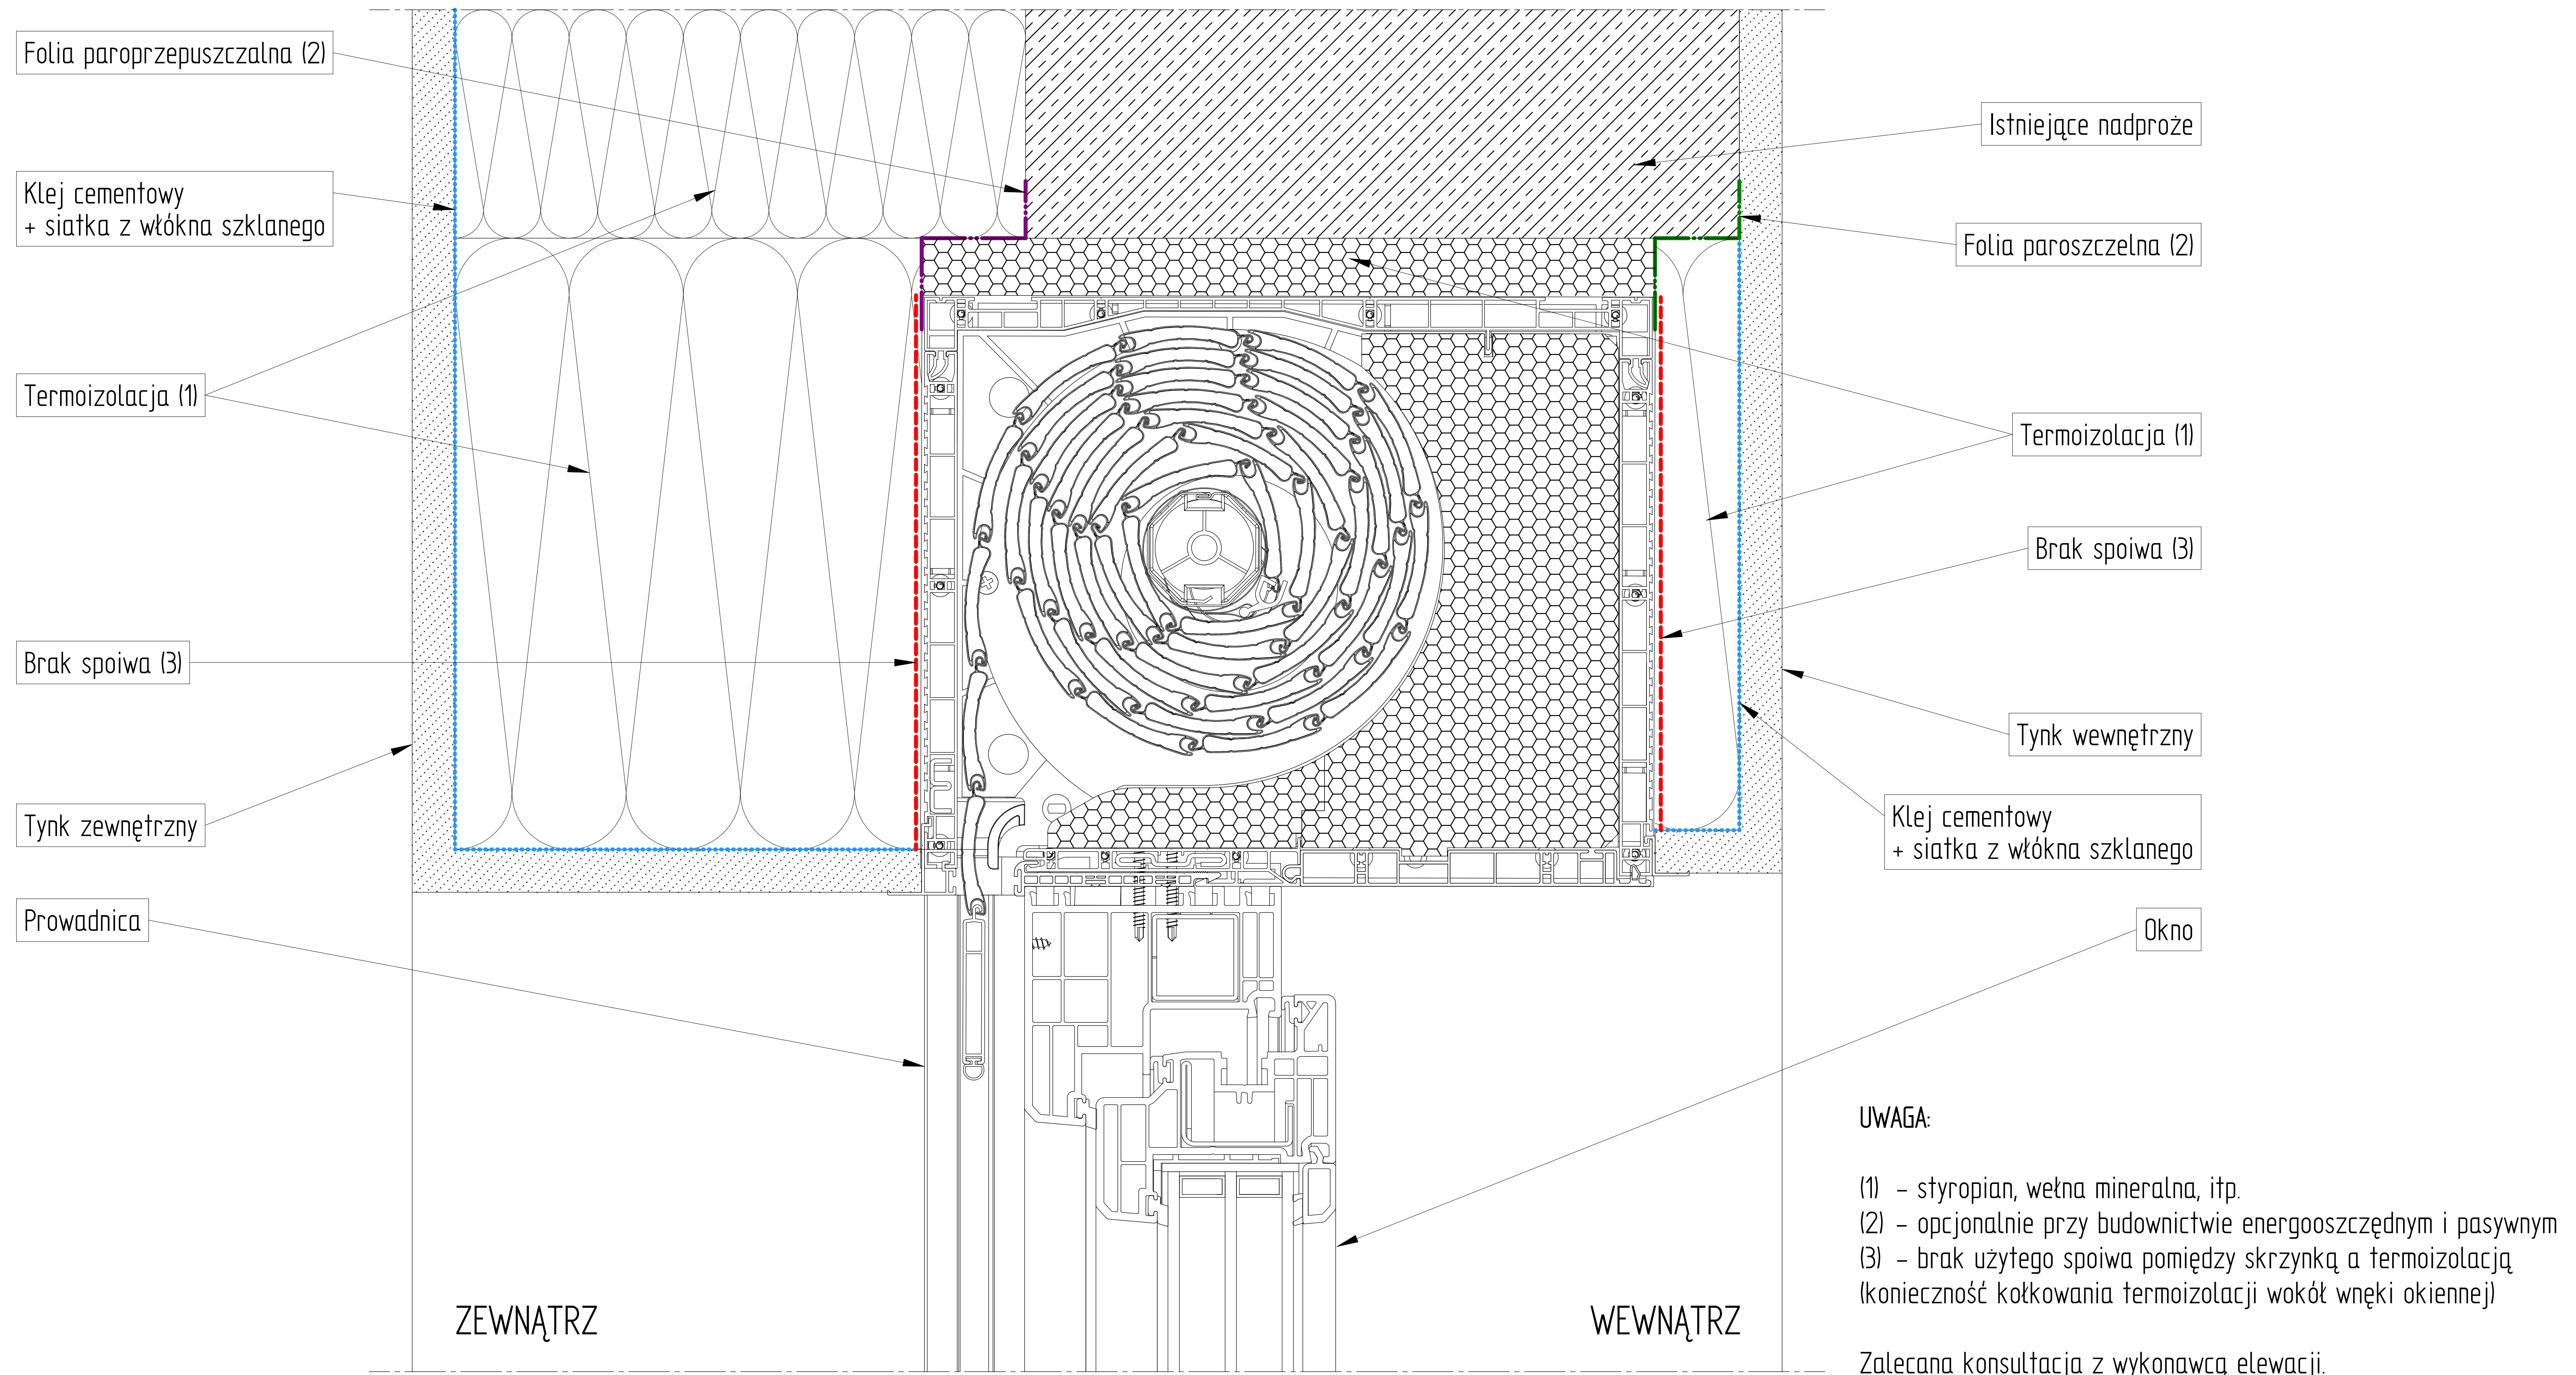 Folia paroprzepuszczalna (2)
Klej cementowy
+ siatka z włókna szklanego
Termoizolacja (1)
Brak spoiwa (3)
Tynk zewnętrzny
Prowadnica
Istniejące nadproże
Folia paroszczelna (2)
Termoizolacja (1)
Brak spoiwa (3)
Tynk wewnętrzny
Klej cementowy
+ siatka z włókna szklanego
Okno
ZEWNĄTRZ
WEWNĄTRZ
UWAGA:
(1) - styropian, wełna mineralna, itp.
(2) - opcjonalnie przy budownictwie energooszczędnym i pasywnym
(3) - brak użytego spoiwa pomiędzy skrzynką a termoizolacją
(konieczność kołkowania termoizolacji wokół wnęki okiennej)
Zalecana konsultacja z wykonawcą elewacji.